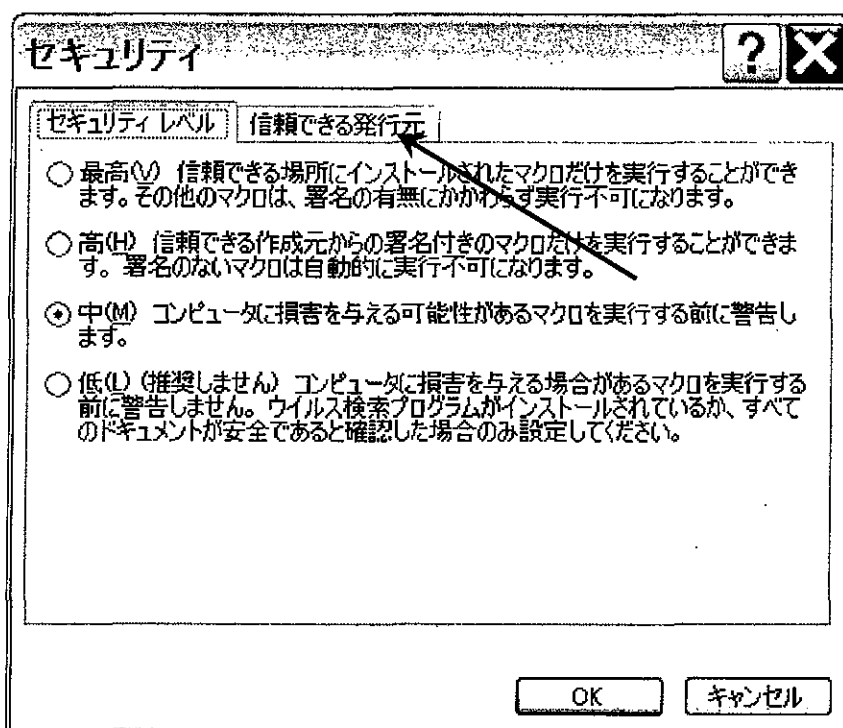 セキュリティ
セキュリティ レベル 信頼できる発行元
最高(V) 信頼できる場所にインストールされたマクロだけを実行することができ
ます。その他のマクロは、署名の有無にかかわらず実行不可になります。
高(H) 信頼できる作成元からの署名付きのマクロだけを実行することができま
す。署名のないマクロは自動的に実行不可になります。
中(M) コンピュータに損害を与える可能性があるマクロを実行する前に警告し
ます。
低(L) (推奨しません) コンピュータに損害を与える場合があるマクロを実行する
前に警告しません。ウイルス検索プログラムがインストールされているか、すべて
のドキュメントが安全であると確認した場合のみ設定してください。
OK キャンセル